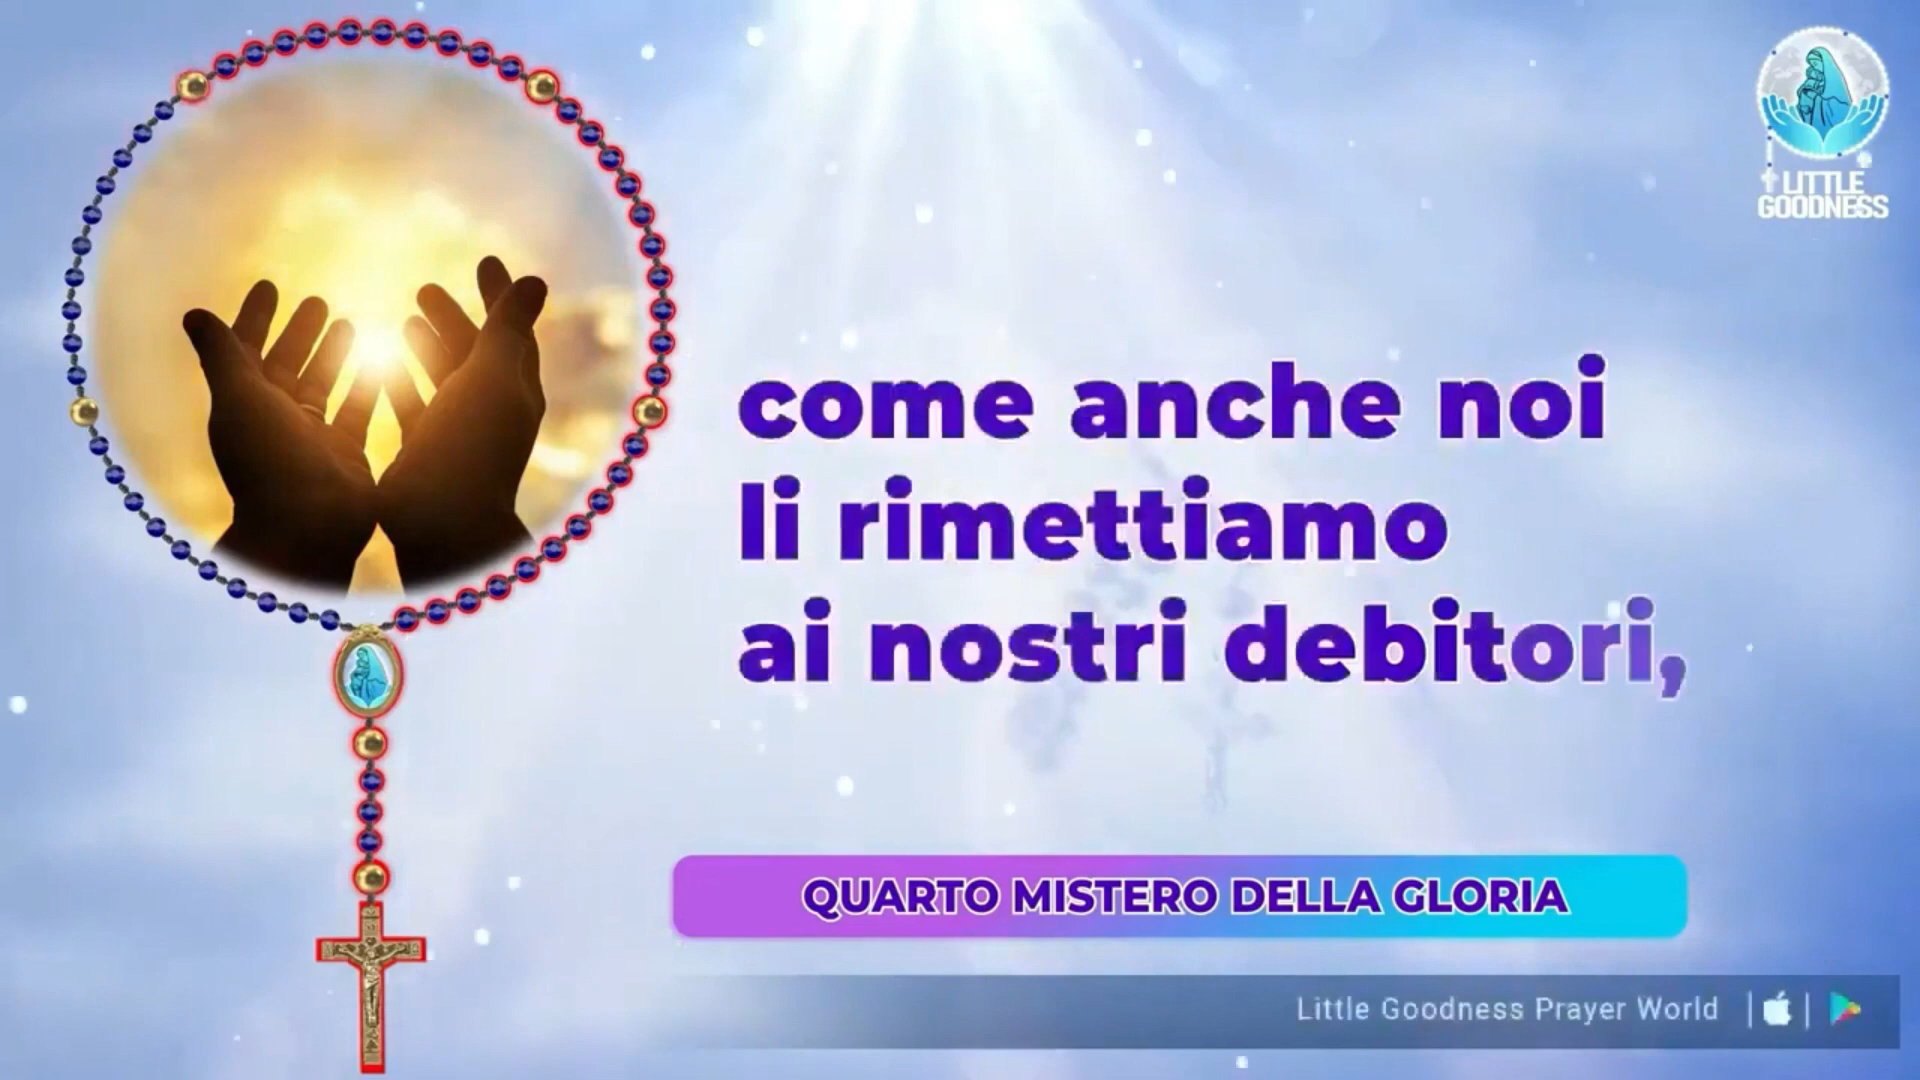 LITTLE
GOODNESS
come anche noi
li rimettiamo
ai nostri debitori,
QUARTO MISTERO DELLA GLORIA
Little Goodness Prayer World